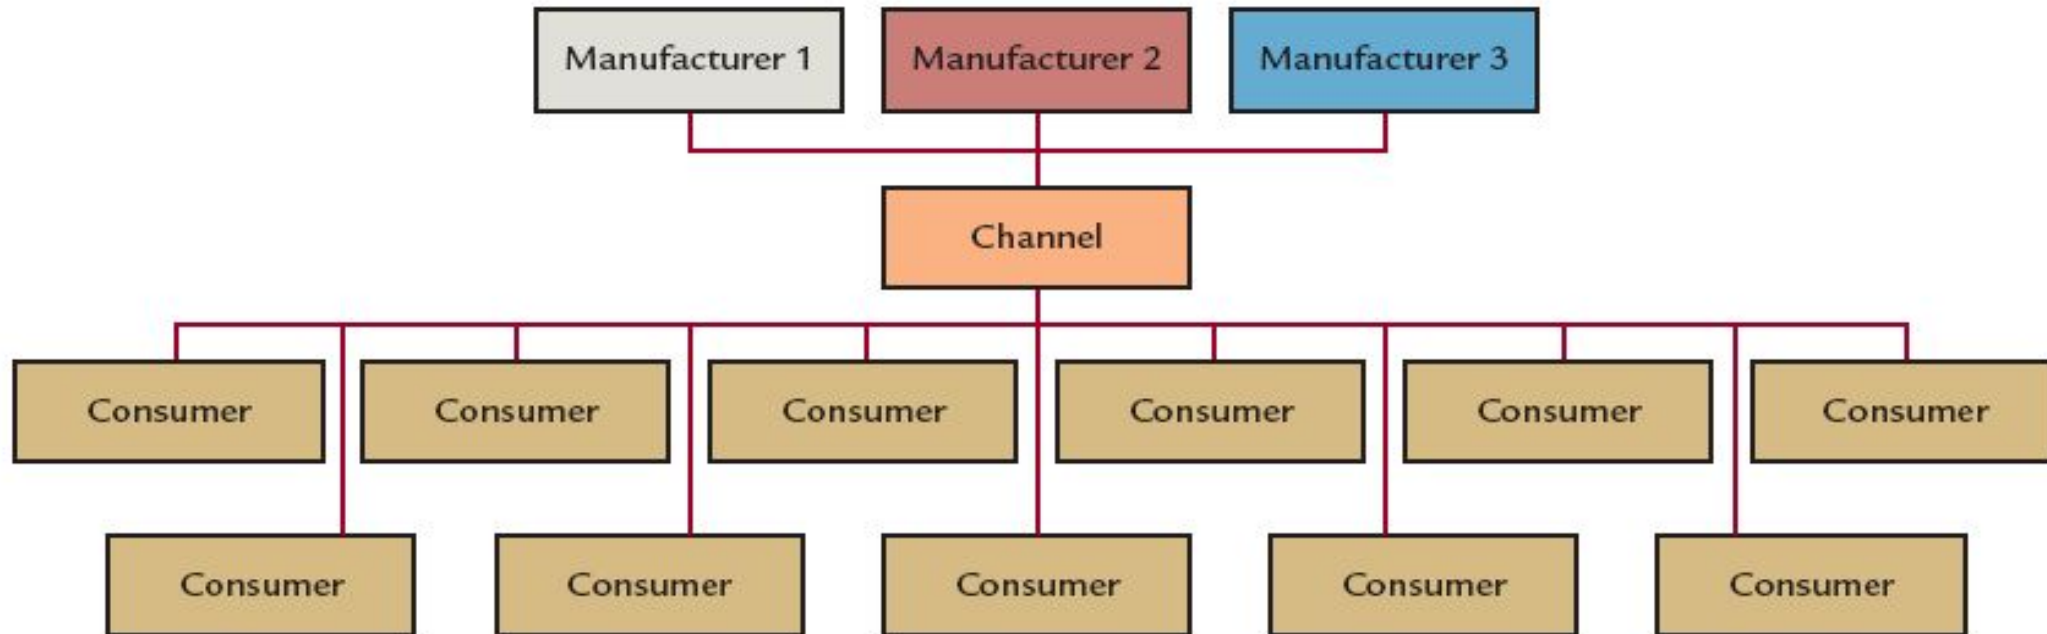 Manufacturer 1
Manufacturer 2
Manufacturer 3
Channel
Consumer
Consumer
Consumer
Consumer
Consumer
Consumer
Consumer
Consumer
Consumer
Consumer
Consumer